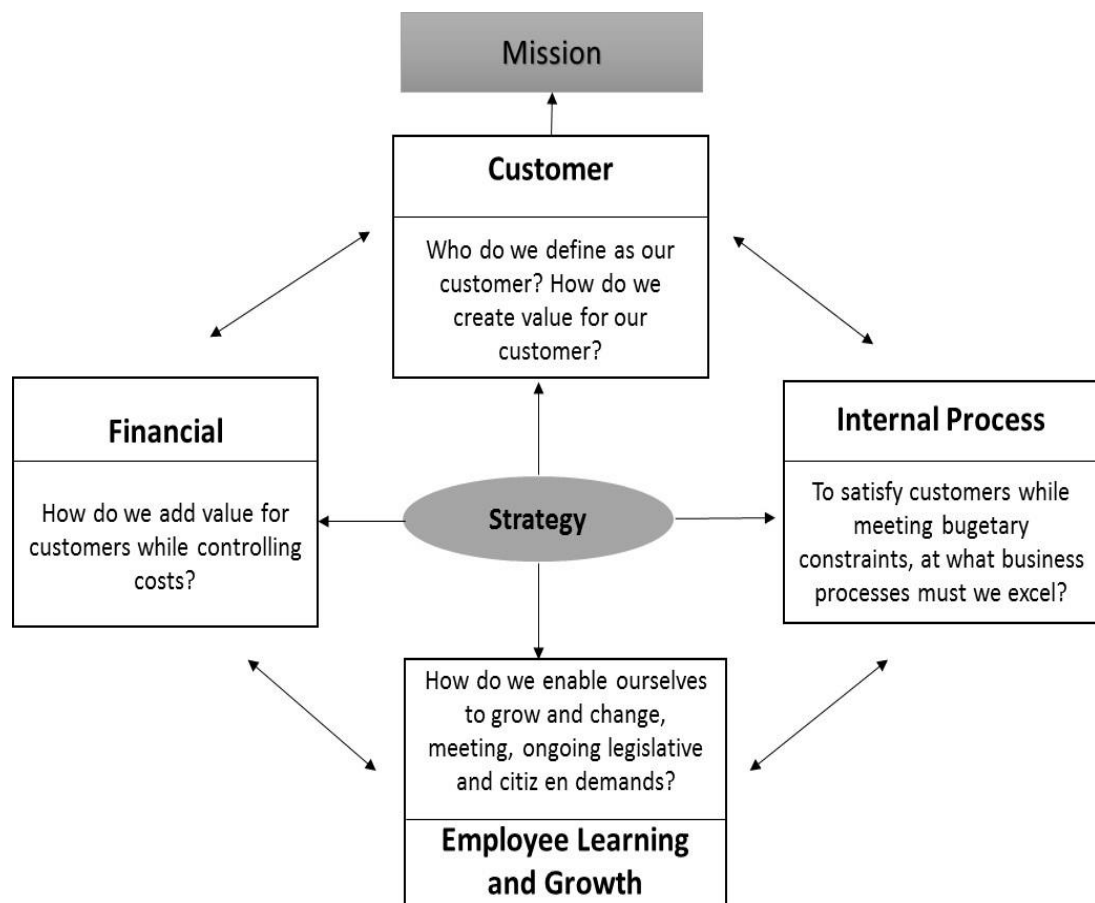 Mission
Customer
Who do we define as our
customer? How do we
create value for our
customer?
Financial
How do we add value for
customers while controlling
costs?
Strategy
Internal Process
To satisfy customers while
meeting bugetary
constraints, at what business
processes must we excel?
How do we enable ourselves
to grow and change,
meeting, ongoing legislative
and citiz en demands?
Employee Learning
and Growth